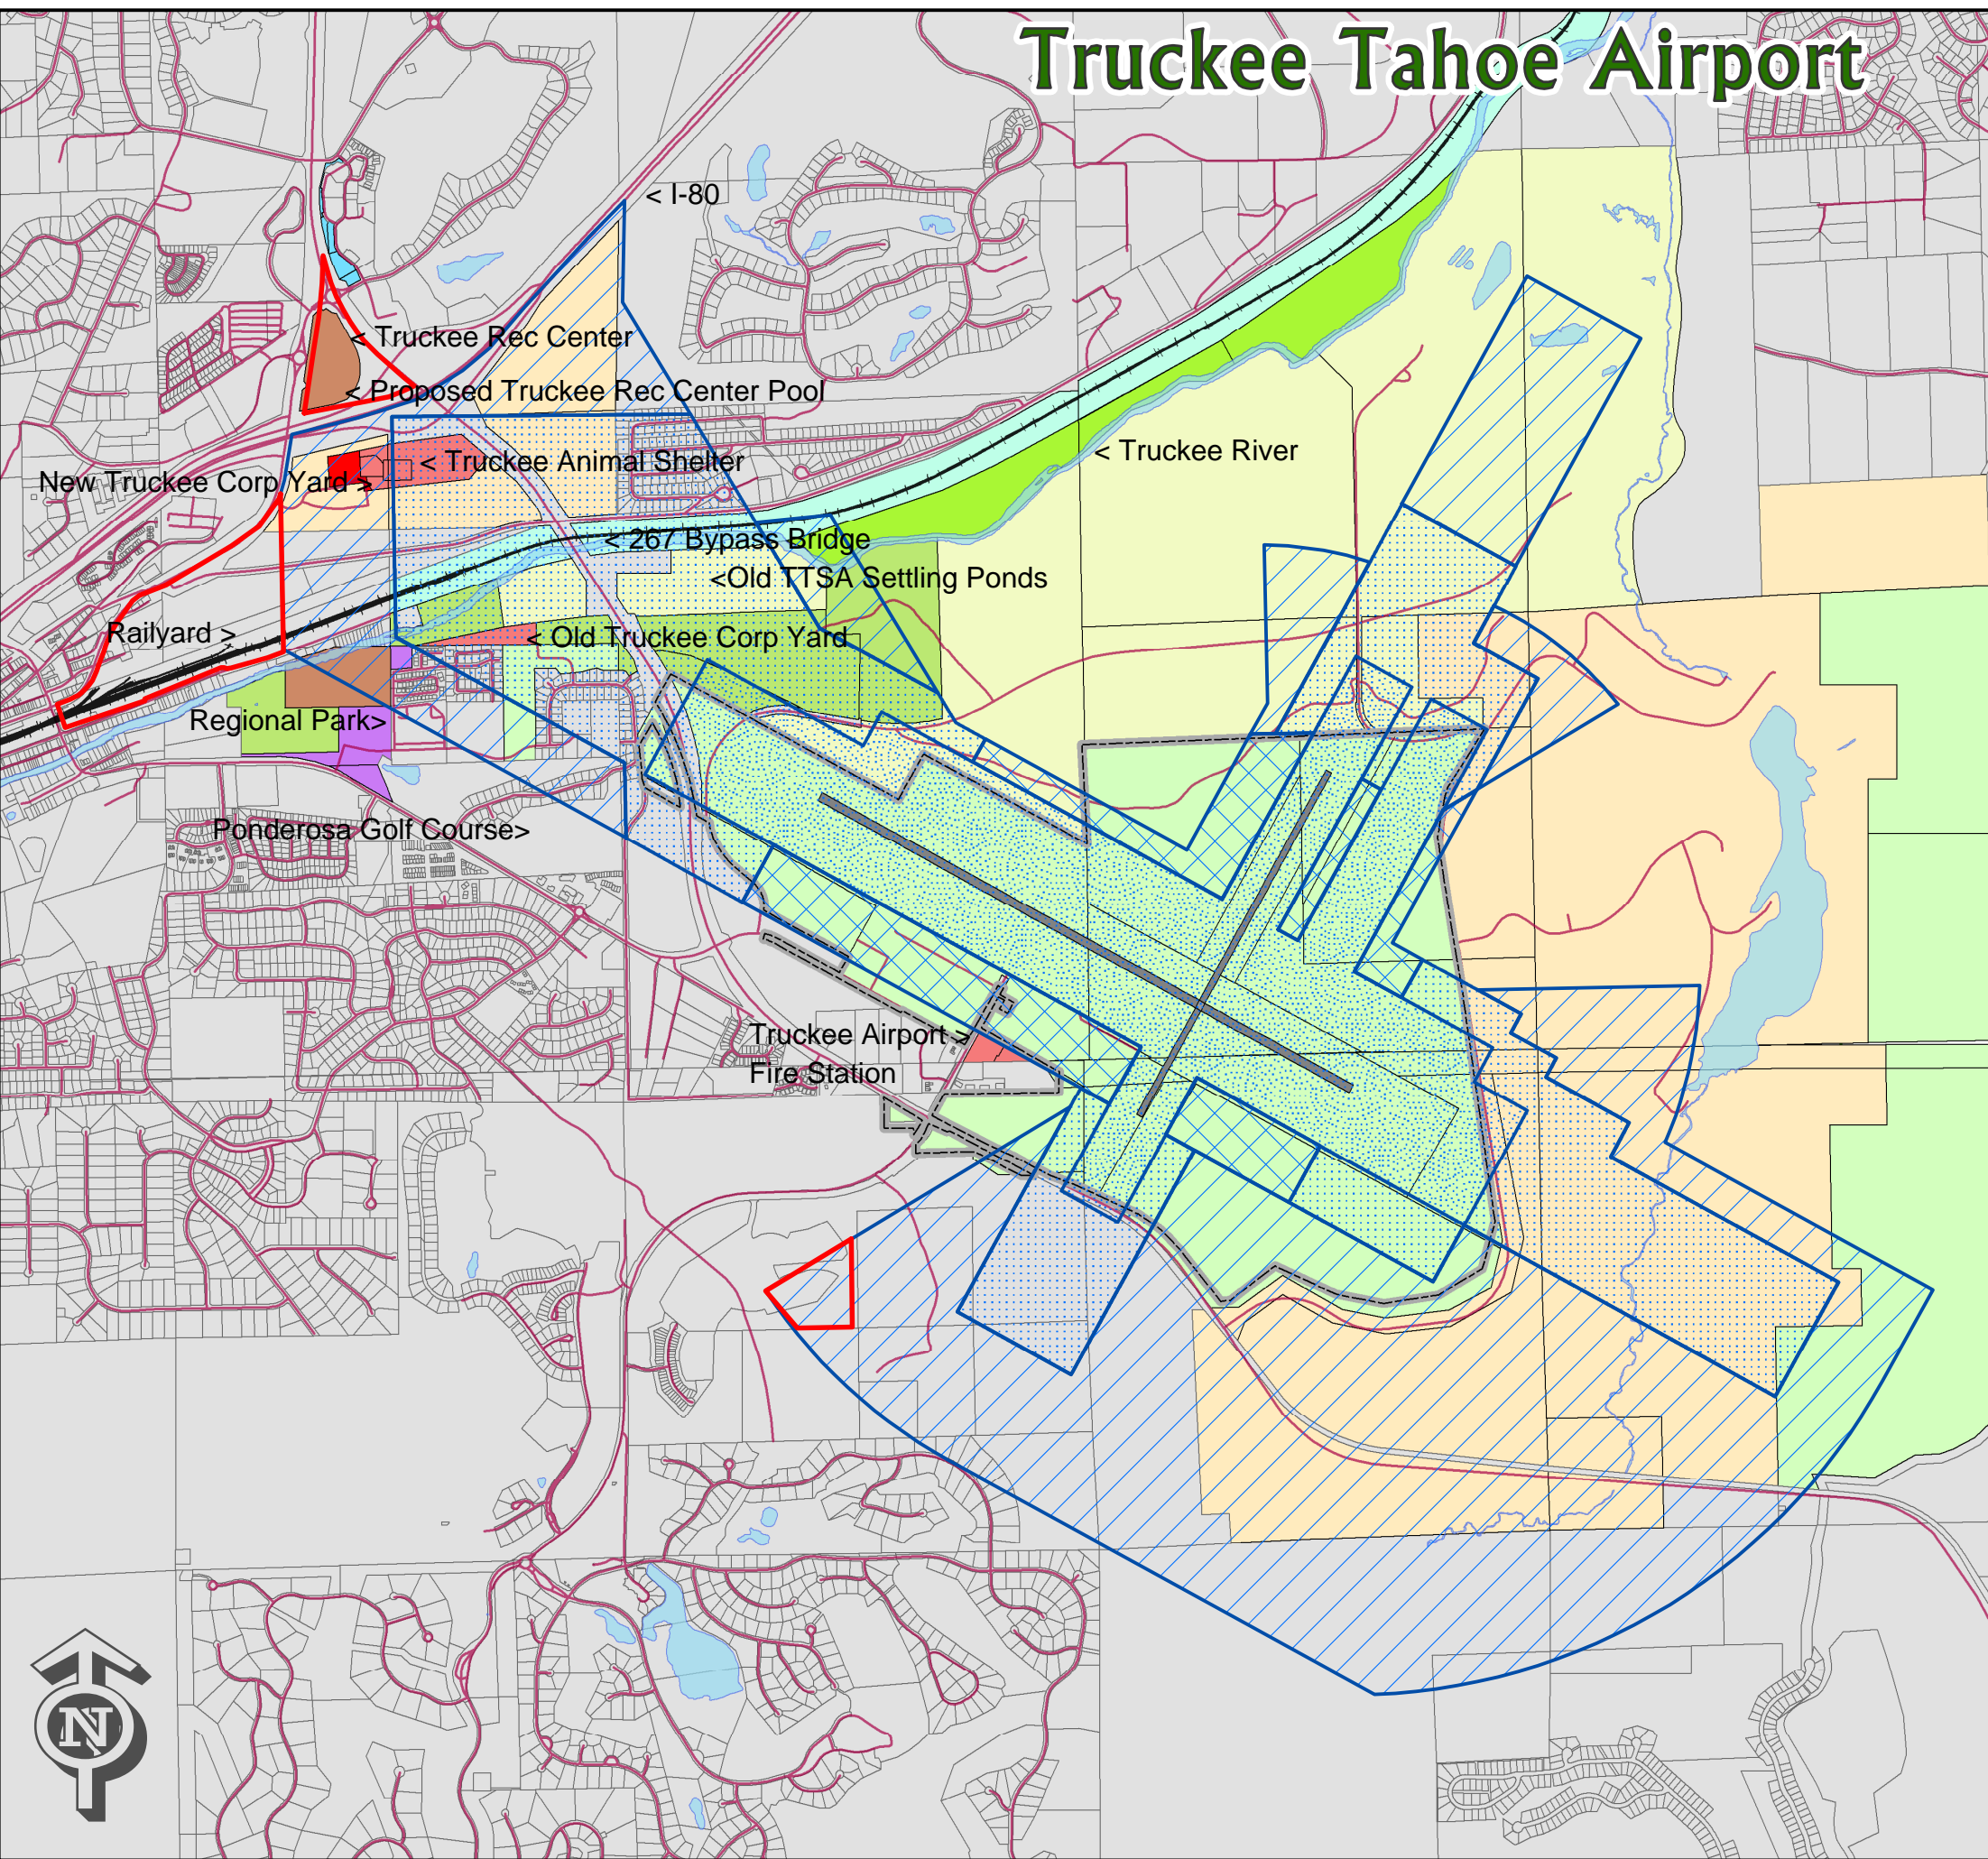 Truckee Tahoe Airport
< I-80
< Truckee Rec Center
< Proposed Truckee Rec Center Pool
< Truckee River
< Truckee Animal Shelter
New Truckee Corp Yard >
< 267 Bypass Bridge
<Old TTSA Settling Ponds
Railyard >
< Old Truckee Corp Yard
Regional Park>
Ponderosa Golf Course>
Truckee Airport >
Fire Station
N